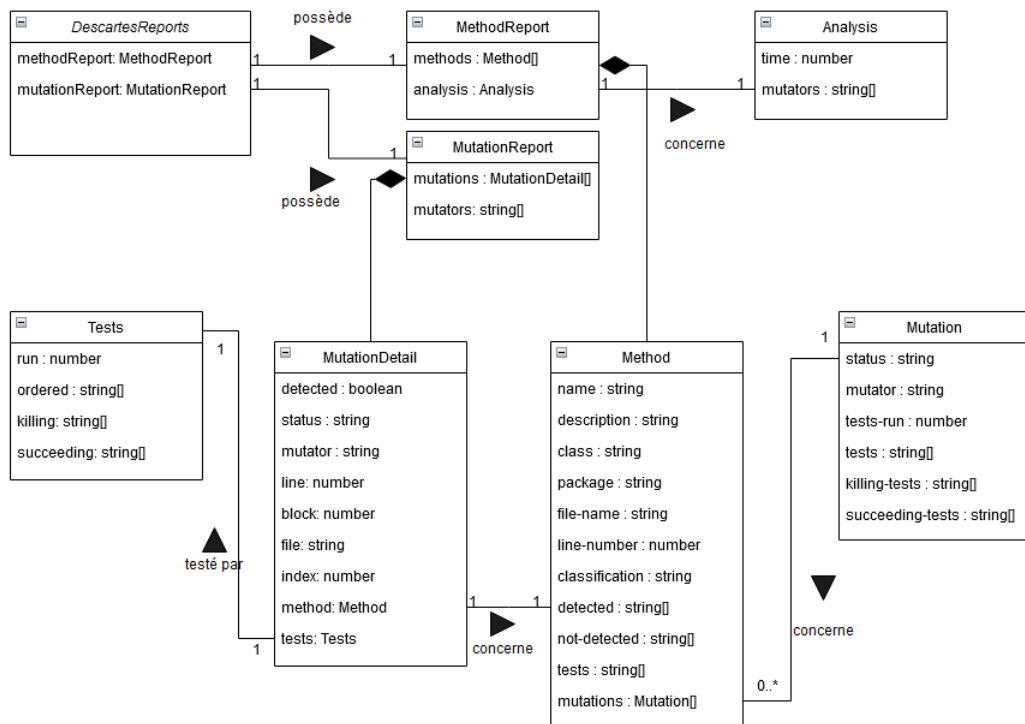 DescartesReports
methodReport: MethodReport
mutationReport: MutationReport
possède
1
1
1
MethodReport
methods : Method[]
analysis : Analysis
1
1
concerne
Analysis
time : number
mutators : string[]
possède
1
MutationReport
mutations : MutationDetail[]
mutators: string[]
Tests
run : number
ordered : string[]
killing: string[]
succeeding: string[]
1
testé par
1
MutationDetail
detected : boolean
status : string
mutator : string
line: number
block: number
file: string
index: number
method: Method
tests: Tests
1
1
concerne
Method
name : string
description : string
class : string
package : string
file-name : string
line-number : number
classification : string
detected : string[]
not-detected : string[]
tests : string[]
mutations : Mutation[]
1
concerne
0..*
Mutation
status : string
mutator : string
tests-run : number
tests : string[]
killing-tests : string[]
succeeding-tests : string[]